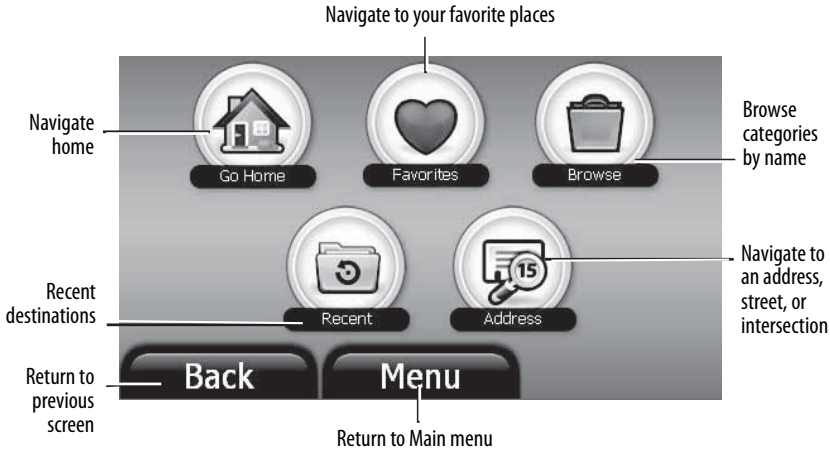 Navigate to your favorite places
Navigate
home
Go Home
Favorites
Browse
Browse
categories
by name
Recent
destinations
Recent
15
Address
Navigate to
an address,
street, or
intersection
Return to
previous
screen
Back
Menu
Return to Main menu